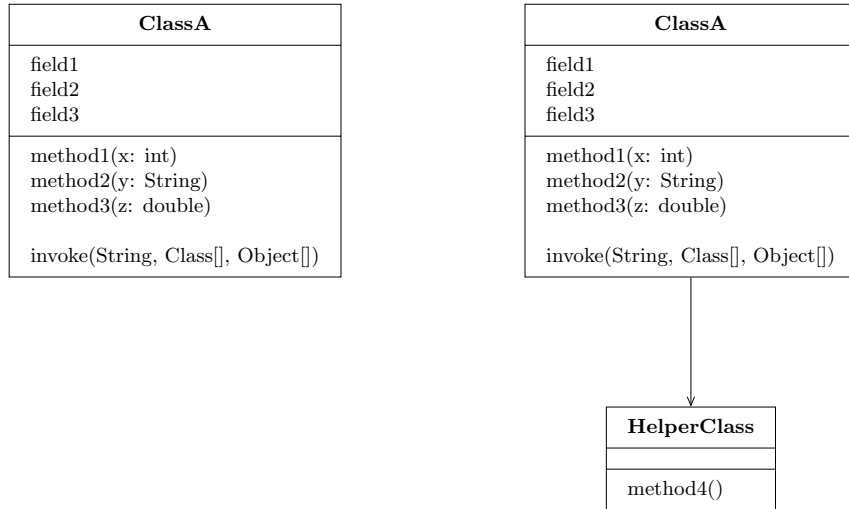 ClassA
field1
field2
field3
method1(x: int)
method2(y: String)
method3(z: double)
invoke(String, Class[], Object[])
ClassA
field1
field2
field3
method1(x: int)
method2(y: String)
method3(z: double)
invoke(String, Class[], Object[])
HelperClass
method4()